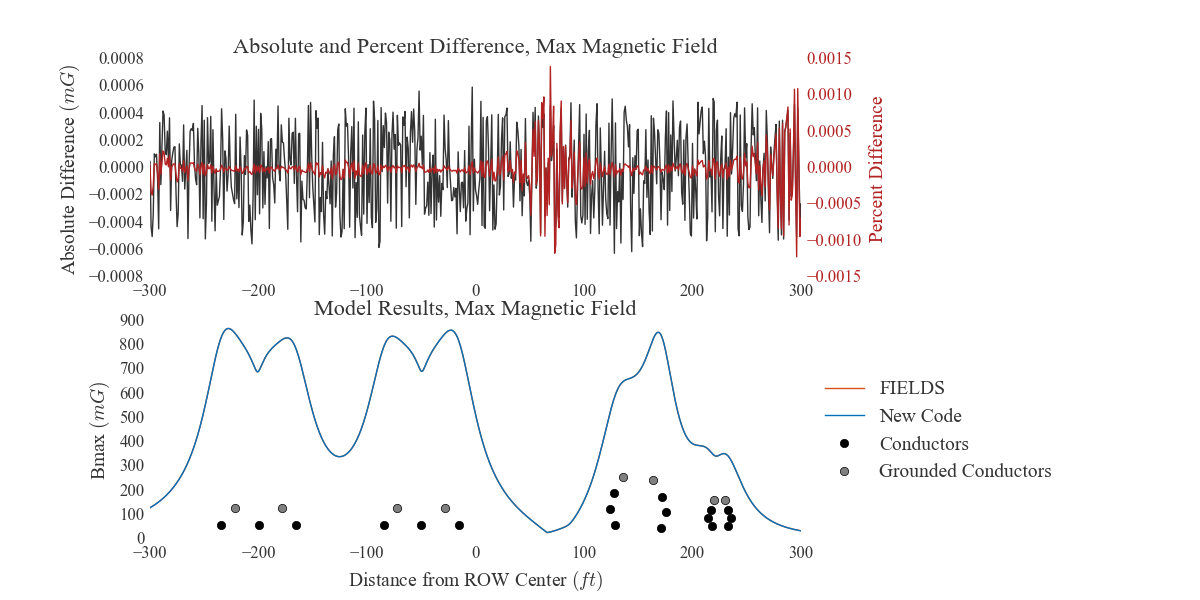 Absolute and Percent Difference, Max Magnetic Field
0.0008
0.0006
0.0004
0.0002
0.0000
−0.0002
−0.0004
−0.0006
−0.0008
Absolute Difference (mG)
0.0015
0.0010
0.0005
0.0000
−0.0005
−0.0010
−0.0015
Percent Difference
−300 −200 −100 0 100 200 300
Model Results, Max Magnetic Field
900
800
700
600
500
400
300
200
100
0
Bmax (mG)
−300 −200 −100 0 100 200 300
Distance from ROW Center (ft)
FIELDS
New Code
Conductors
Grounded Conductors